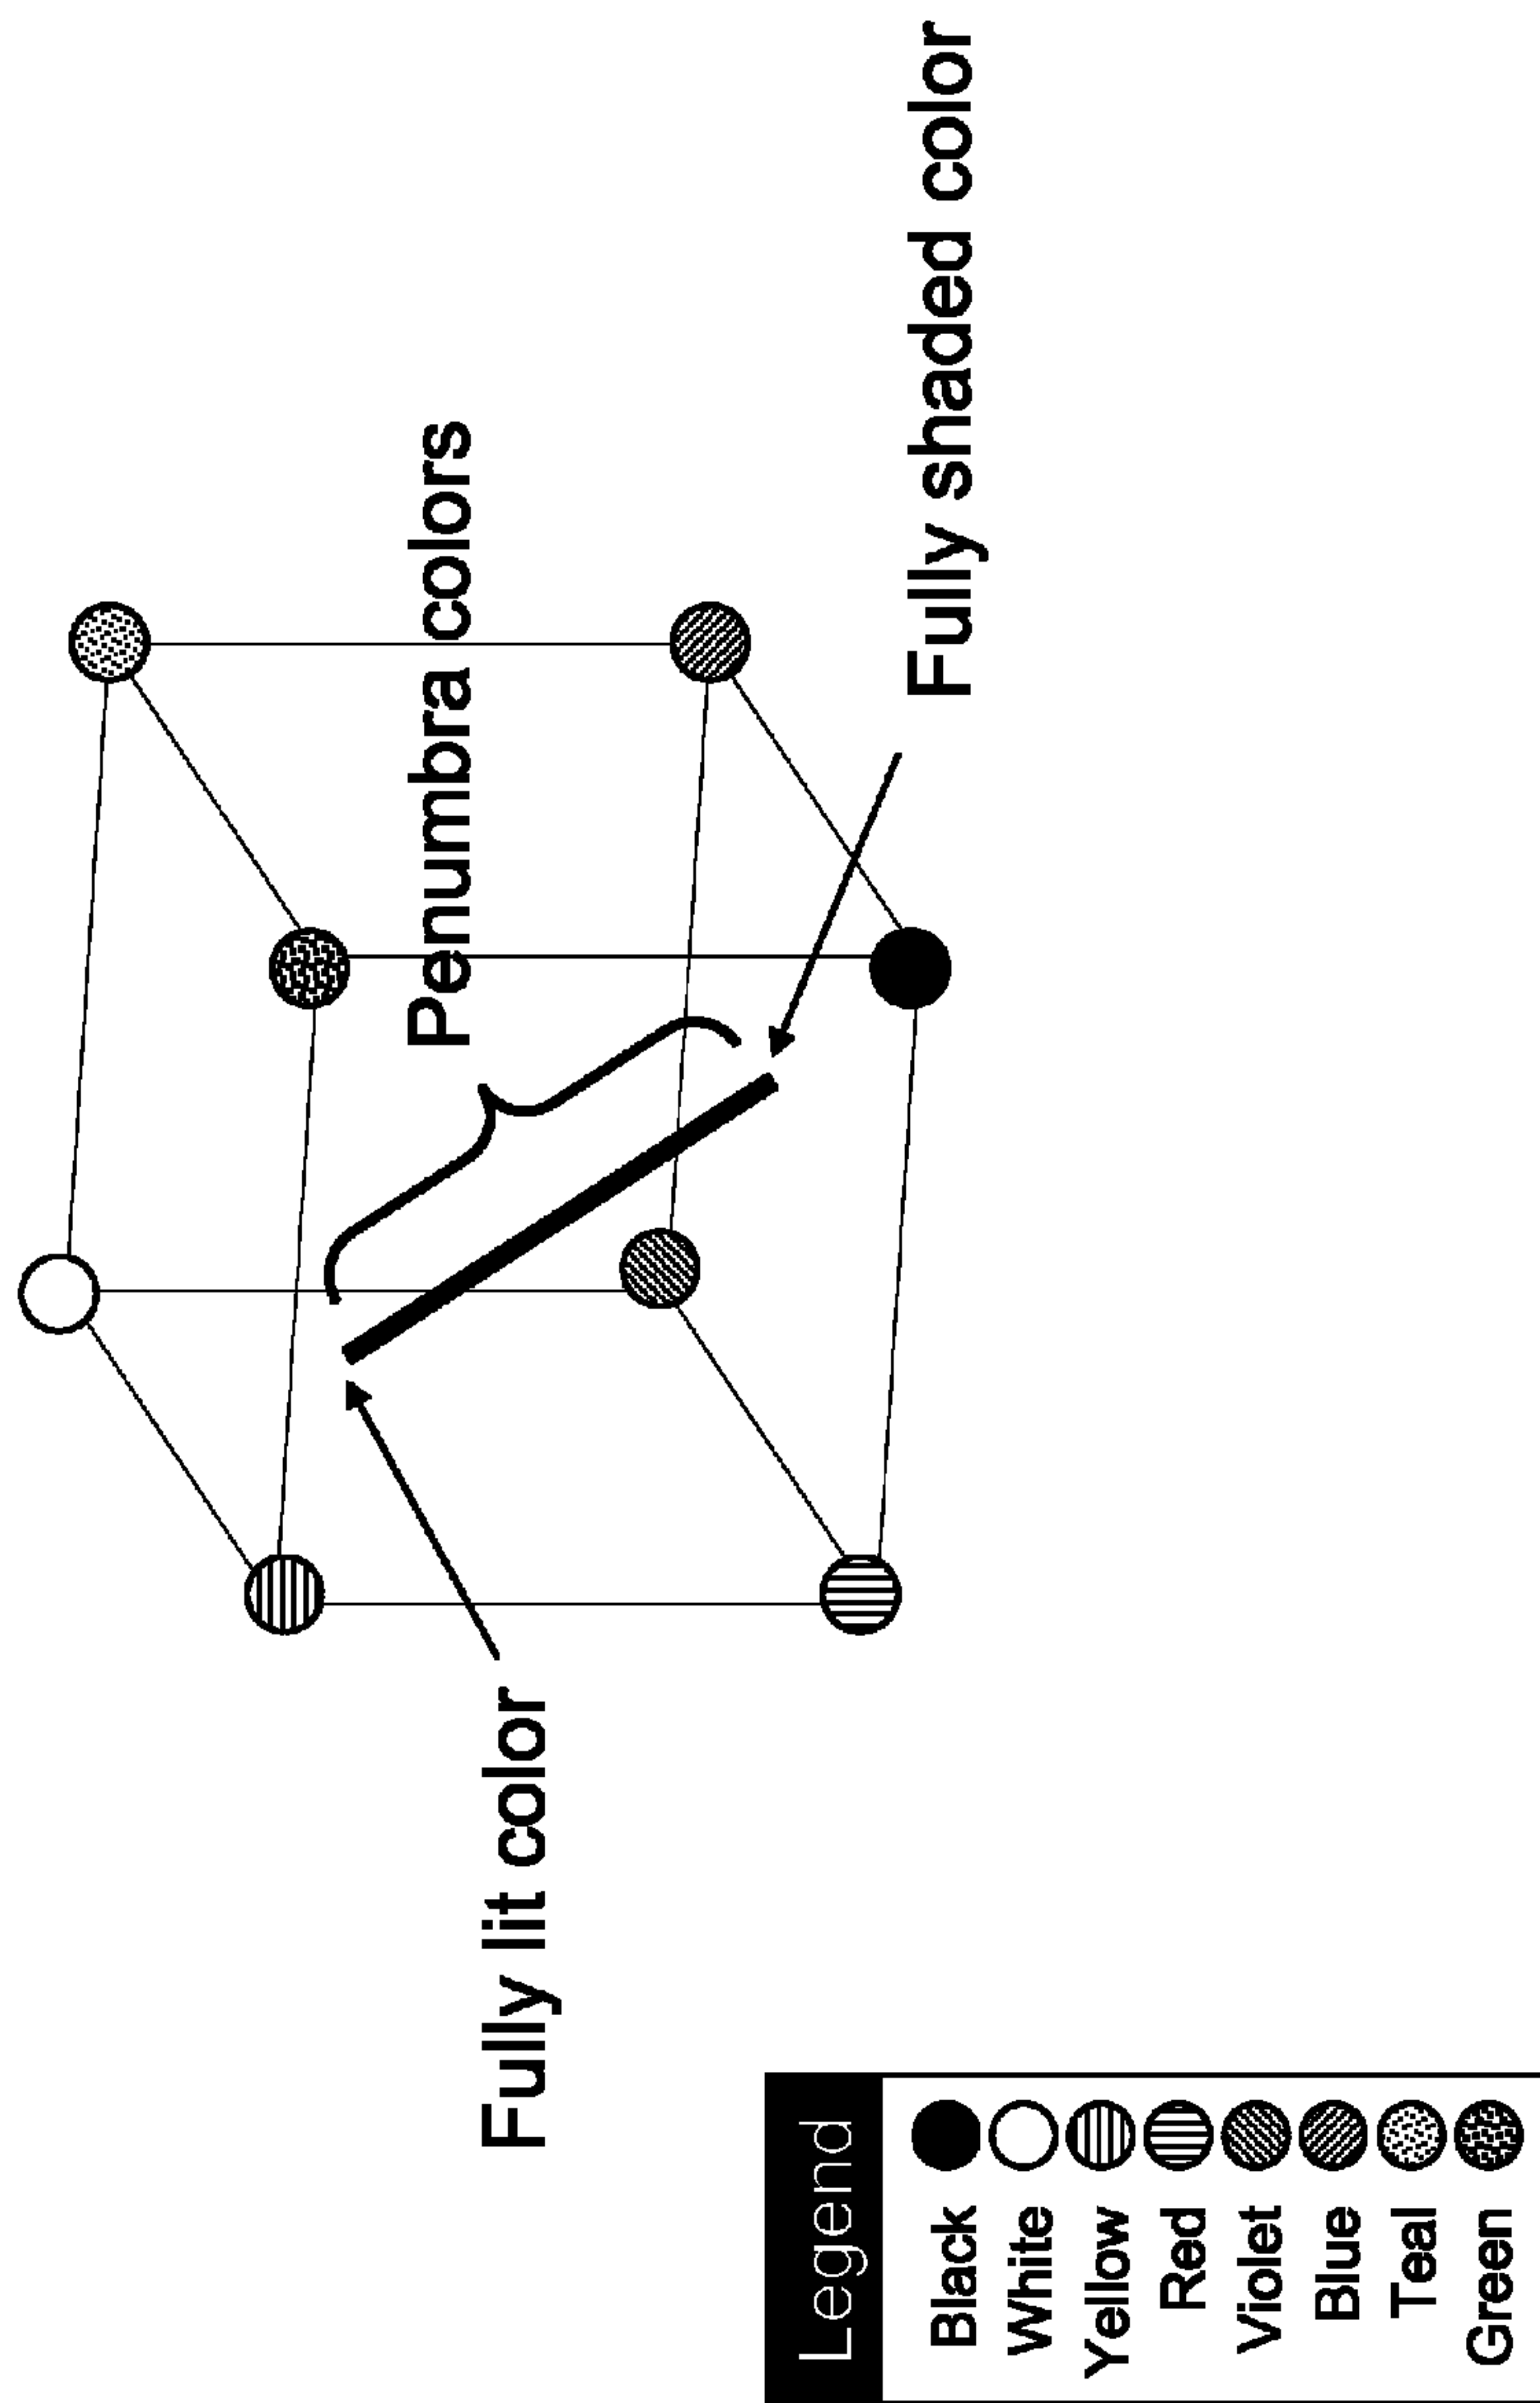 Fully lit color
Penumbra colors
Fully shaded color
Legend
Black
White
Yellow
Red
Violet
Blue
Teal
Green